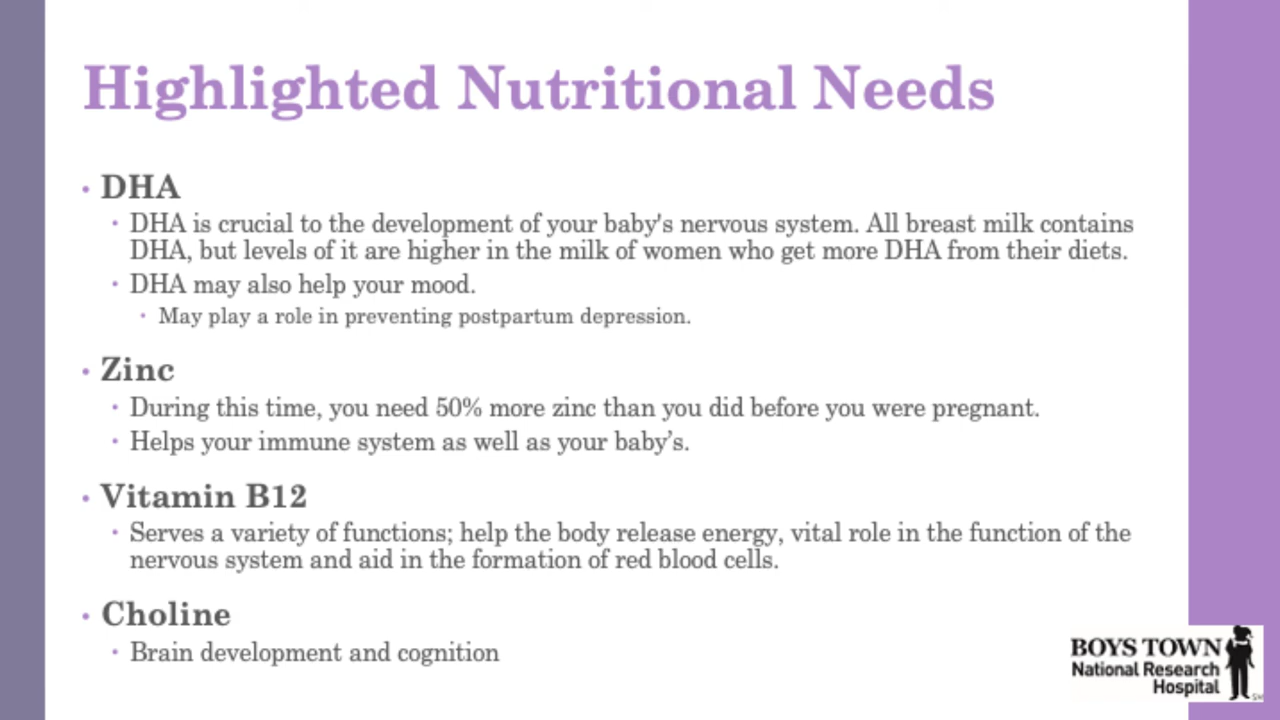 Highlighted Nutritional Needs
• DHA
• DHA is crucial to the development of your baby's nervous system. All breast milk contains
DHA, but levels of it are higher in the milk of women who get more DHA from their diets.
• DHA may also help your mood.
• May play a role in preventing postpartum depression.
• Zinc
• During this time, you need 50% more zinc than you did before you were pregnant.
• Helps your immune system as well as your baby’s.
• Vitamin B12
• Serves a variety of functions; help the body release energy, vital role in the function of the
nervous system and aid in the formation of red blood cells.
• Choline
• Brain development and cognition
BOYS TOWN
National Research
Hospital
SM